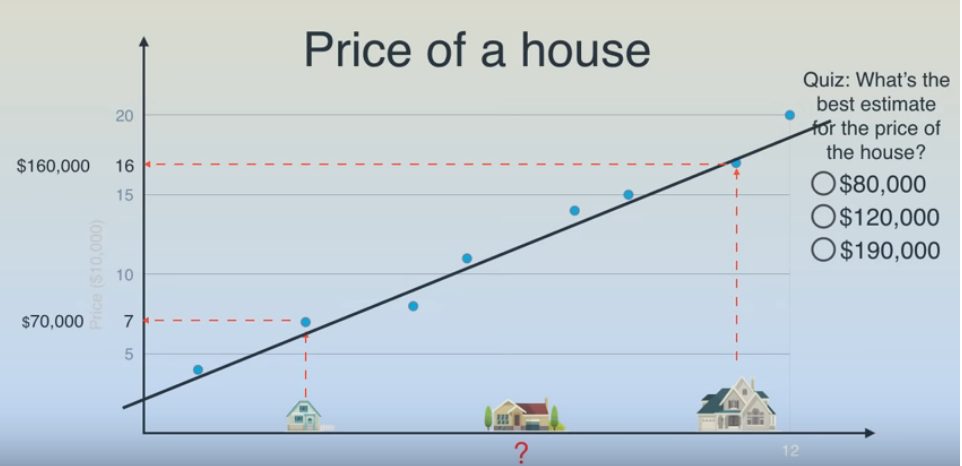 Price of a house
Quiz: What's the
best estimate
for the price of
the house?
$80,000
$120,000
$190,000
20
$160,000 16
15
Price ($10,000)
10
$70,000 7
5
?
12